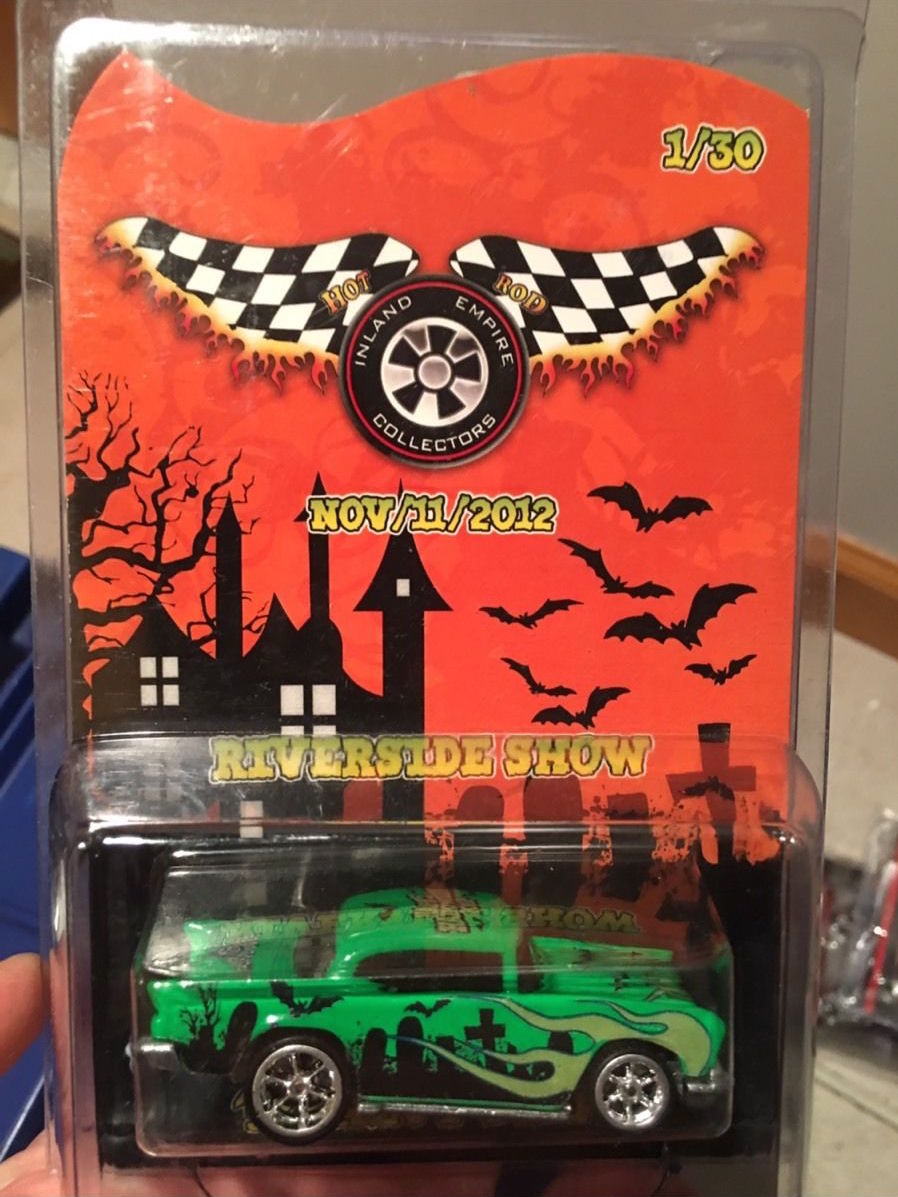 1/30
HOT ROD
INLAND EMPIRE
COLLECTORS
NOV/11/2012
RIVERSIDE SHOW